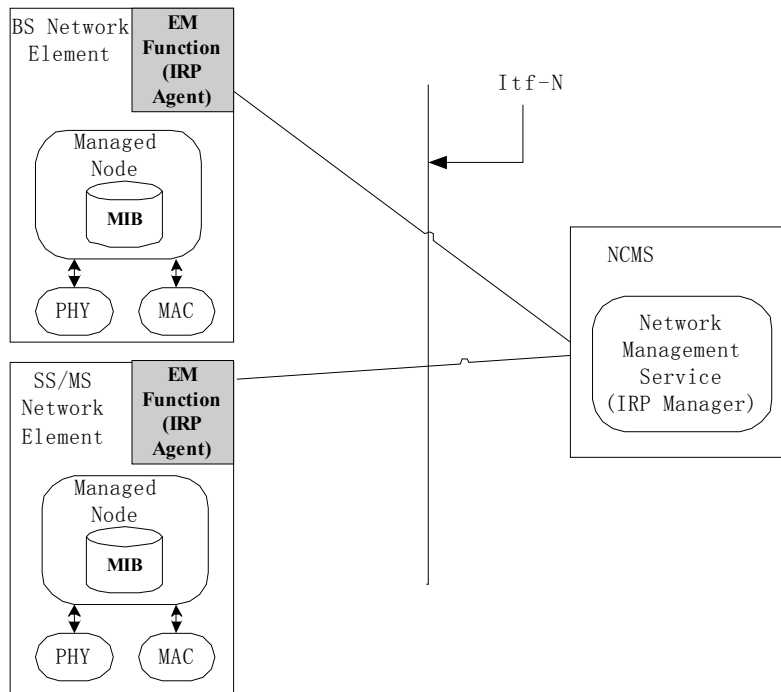 BS Network
Element
EM
Function
(IRP
Agent)
Managed
Node
MIB
PHY
MAC
SS/MS
Network
Element
EM
Function
(IRP
Agent)
Managed
Node
MIB
PHY
MAC
Itf-N
NCMS
Network
Management
Service
(IRP Manager)